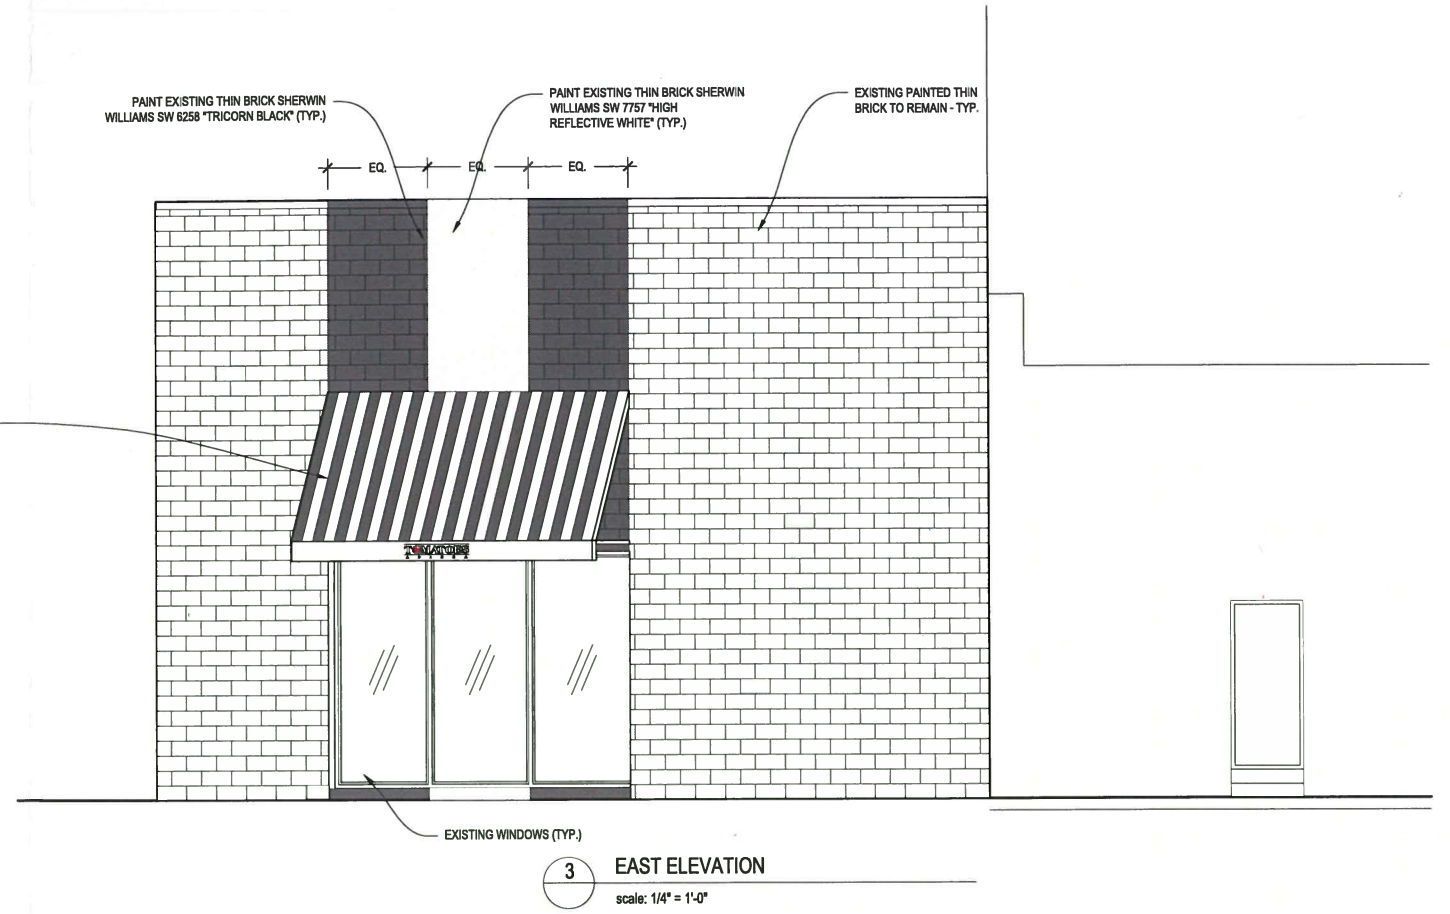 PAINT EXISTING THIN BRICK SHERWIN
WILLIAMS SW 6258 "TRICORN BLACK" (TYP.)
PAINT EXISTING THIN BRICK SHERWIN
WILLIAMS SW 7757 "HIGH
REFLECTIVE WHITE" (TYP.)
EXISTING PAINTED THIN
BRICK TO REMAIN - TYP.
EQ.
EQ.
EQ.
TOMATOES
EXISTING WINDOWS (TYP.)
3
EAST ELEVATION
scale: 1/4" = 1'-0"